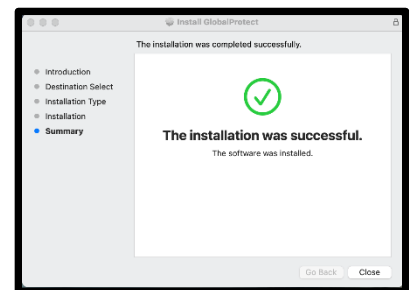 Install GlobalProtect
The installation was completed successfully.
Introduction
Destination Select
Installation Type
Installation
Summary
The installation was successful.
The software was installed.
Go Back
Close